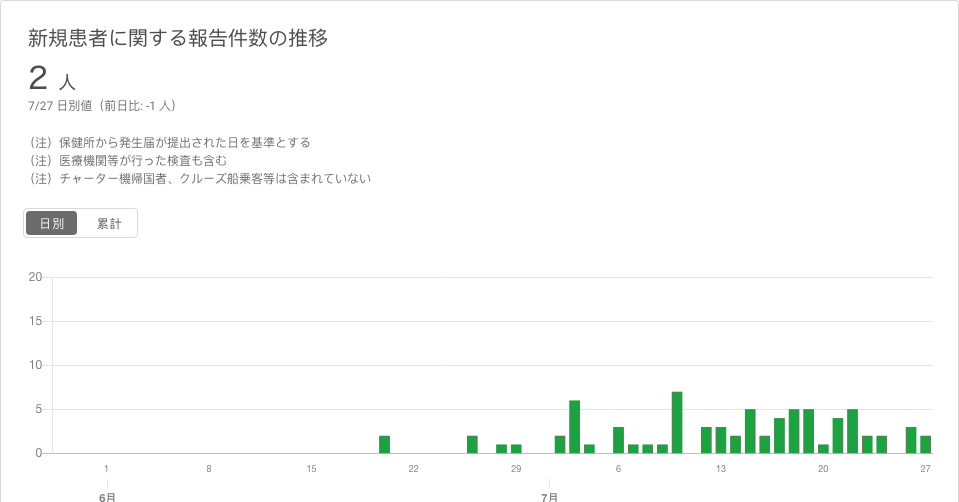 新規患者に関する報告件数の推移
2 人
7/27 日別値（前日比: -1 人）
（注）保健所から発生届が提出された日を基準とする
（注）医療機関等が行った検査も含む
（注）チャーター機帰国者、クルーズ船乗客等は含まれていない
日別 累計
20
15
10
5
0
1 8 15 22 29 6 13 20 27
6月 7月